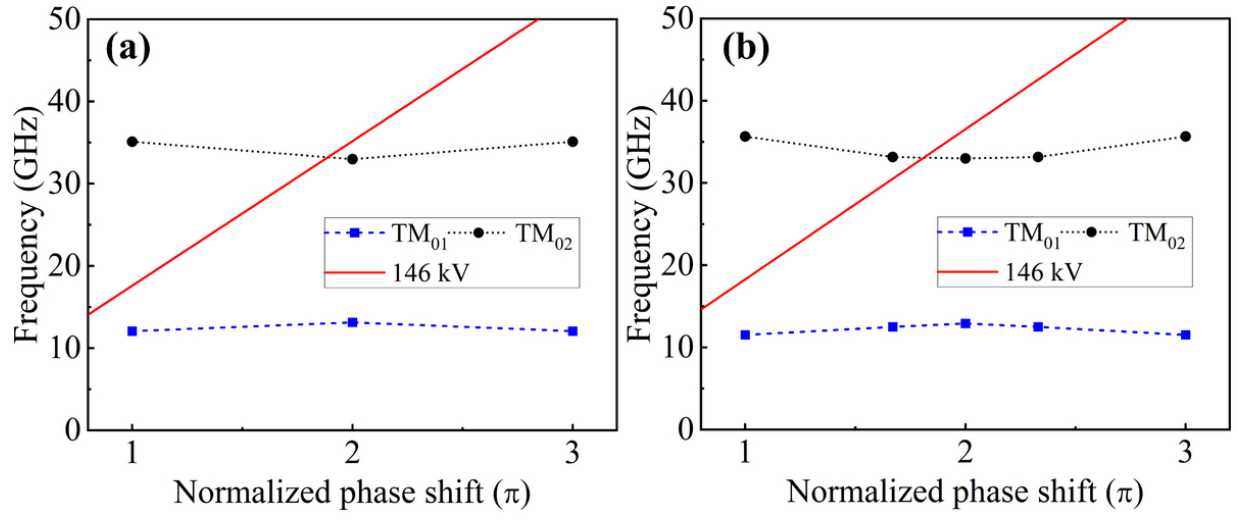 (a)
50
40
30
20
10
0
Frequency (GHz)
TM01 TM02
146 kV
1 2 3
Normalized phase shift (π)
(b)
50
40
30
20
10
0
Frequency (GHz)
TM01 TM02
146 kV
1 2 3
Normalized phase shift (π)